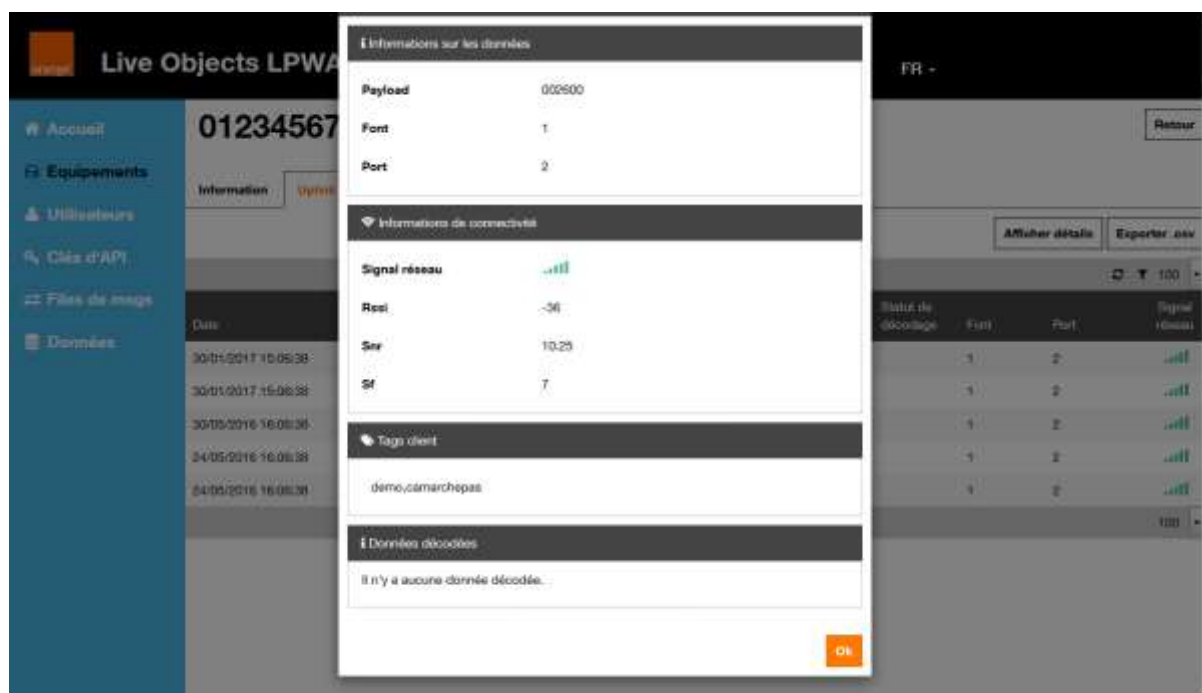 Live Objects LPWA
FR
Accueil
Equipements
Utilisateurs
Clés d'API
Files de msgs
Données
01234567
Retour
Information
Afficher détails Exporter .csv
100
Date Statut de décodage Fcnt Port Signal réseau
30/01/2017 15:06:38 1 2
30/01/2017 15:06:38 1 2
30/05/2016 16:06:38 1 2
24/05/2016 16:06:38 1 2
24/05/2016 16:06:38 1 2
100
Informations sur les données
Payload 002600
Font 1
Port 2
Informations de connectivité
Signal réseau
Rssi -36
Snr 10.25
Sf 7
Tags client
demo,camarchepas
Données décodées
Il n'y a aucune donnée décodée.
Ok